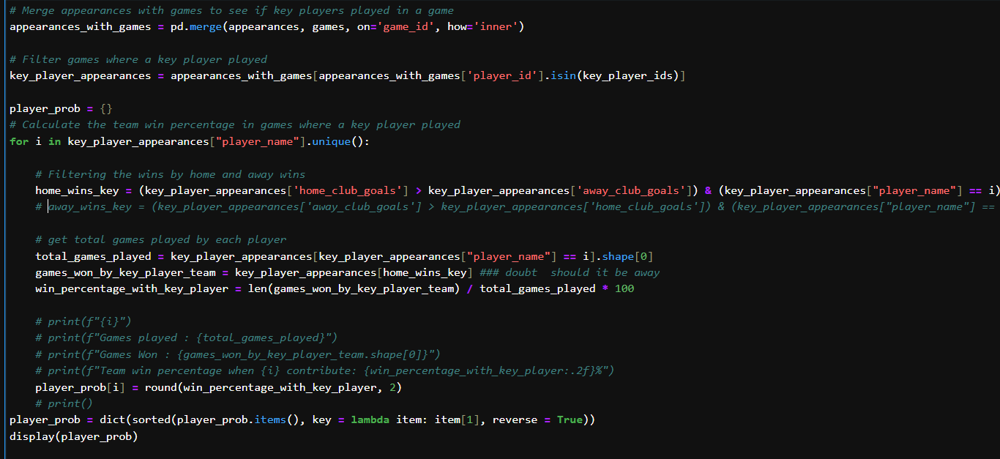 # Merge appearances with games to see if key players played in a game
appearances_with_games = pd.merge(appearances, games, on='game_id', how='inner')
# Filter games where a key player played
key_player_appearances = appearances_with_games[appearances_with_games['player_id'].isin(key_player_ids)]
player_prob = {}
# Calculate the team win percentage in games where a key player played
for i in key_player_appearances["player_name"].unique():
# Filtering the wins by home and away wins
home_wins_key = (key_player_appearances['home_club_goals'] > key_player_appearances['away_club_goals']) & (key_player_appearances["player_name"] == i)
# away_wins_key = (key_player_appearances['away_club_goals'] > key_player_appearances['home_club_goals']) & (key_player_appearances["player_name"] ==
# get total games played by each player
total_games_played = key_player_appearances[key_player_appearances["player_name"] == i].shape[0]
games_won_by_key_player_team = key_player_appearances[home_wins_key] ### doubt  should it be away
win_percentage_with_key_player = len(games_won_by_key_player_team) / total_games_played * 100
# print(f"{i}")
# print(f"Games played : {total_games_played}")
# print(f"Games Won : {games_won_by_key_player_team.shape[0]}")
# print(f"Team win percentage when {i} contribute: {win_percentage_with_key_player:.2f}%")
player_prob[i] = round(win_percentage_with_key_player, 2)
# print()
player_prob = dict(sorted(player_prob.items(), key = lambda item: item[1], reverse = True))
display(player_prob)